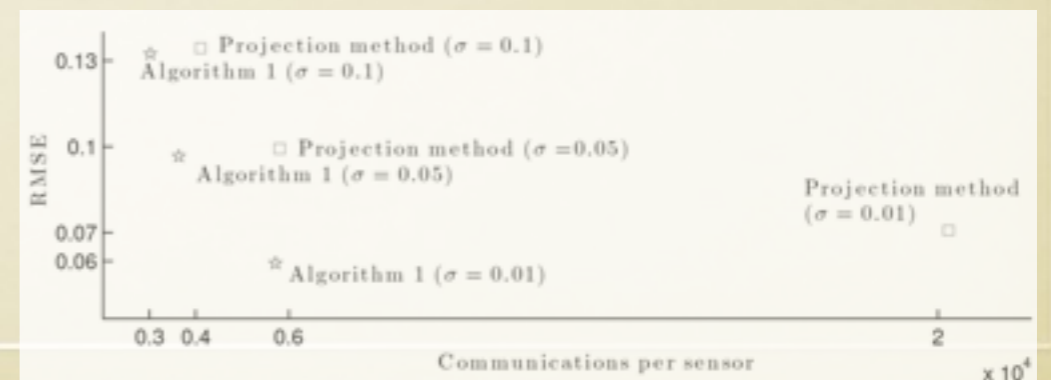 Projection method (σ = 0.1)
0.13
Algorithm 1 (σ = 0.1)
RMSE
0.1
Projection method (σ =0.05)
Algorithm 1 (σ = 0.05)
Projection method
(σ = 0.01)
0.07
0.06
Algorithm 1 (σ = 0.01)
0.3 0.4 0.6 2
Communications per sensor
x 10⁴